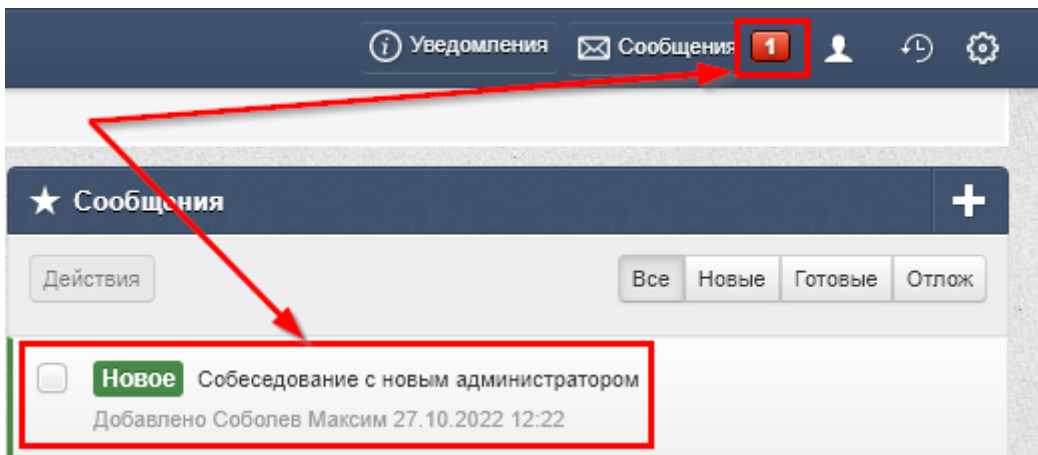 Уведомления Сообщения 1
Сообщения
Действия Все Новые Готовые Отлож
Новое Собеседование с новым администратором
Добавлено Соболев Максим 27.10.2022 12:22